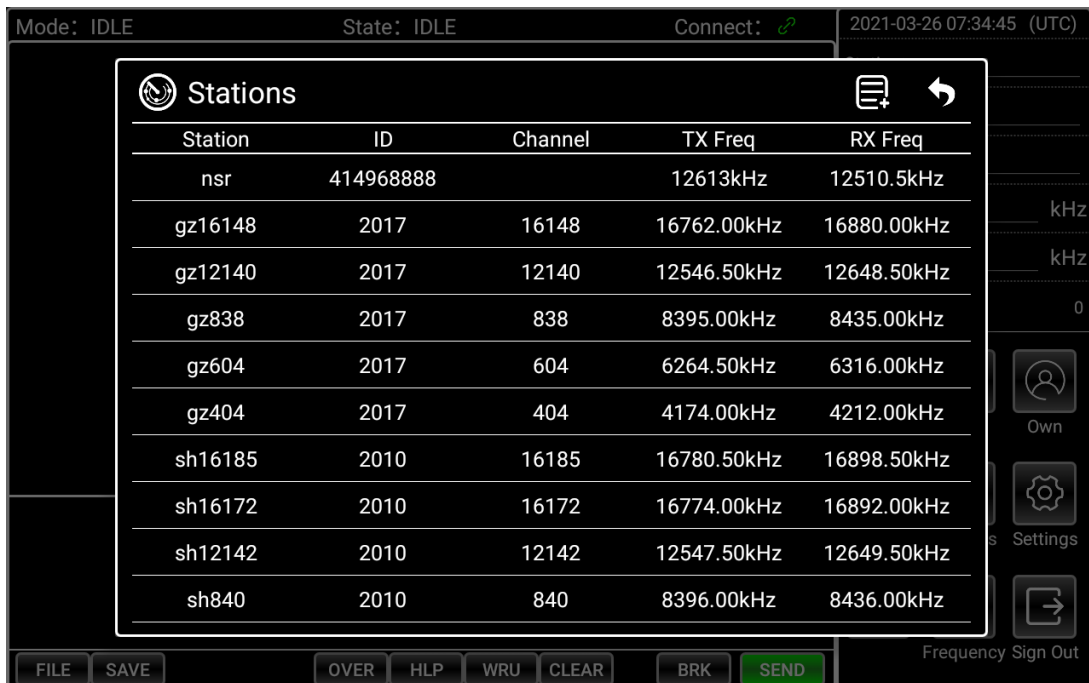 Mode: IDLE State: IDLE Connect: 2021-03-26 07:34:45 (UTC)
Stations
Station ID Channel TX Freq RX Freq
nsr 414968888 12613kHz 12510.5kHz
gz16148 2017 16148 16762.00kHz 16880.00kHz
gz12140 2017 12140 12546.50kHz 12648.50kHz
gz838 2017 838 8395.00kHz 8435.00kHz
gz604 2017 604 6264.50kHz 6316.00kHz
gz404 2017 404 4174.00kHz 4212.00kHz
sh16185 2010 16185 16780.50kHz 16898.50kHz
sh16172 2010 16172 16774.00kHz 16892.00kHz
sh12142 2010 12142 12547.50kHz 12649.50kHz
sh840 2010 840 8396.00kHz 8436.00kHz
kHz
kHz
0
Own
s Settings
Frequency Sign Out
FILE SAVE OVER HLP WRU CLEAR BRK SEND